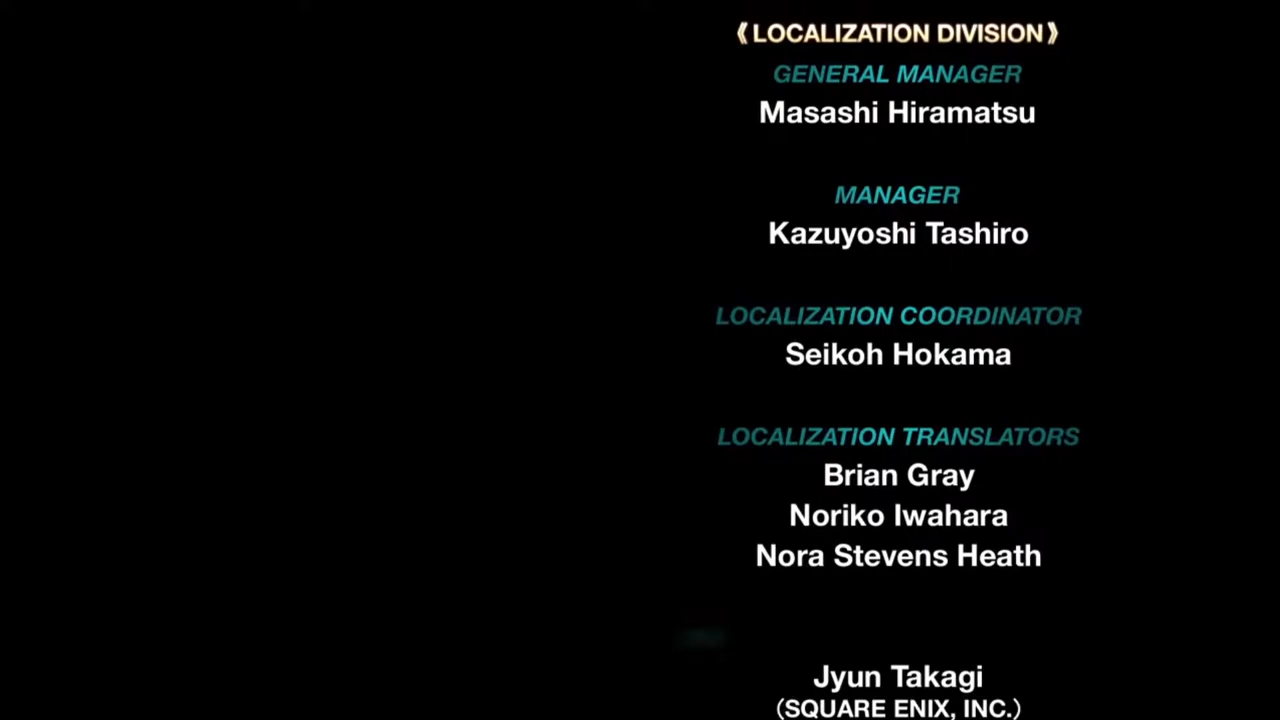 《LOCALIZATION DIVISION》
GENERAL MANAGER
Masashi Hiramatsu
MANAGER
Kazuyoshi Tashiro
LOCALIZATION COORDINATOR
Seikoh Hokama
LOCALIZATION TRANSLATORS
Brian Gray
Noriko Iwahara
Nora Stevens Heath
Jyun Takagi
(SQUARE ENIX, INC.)